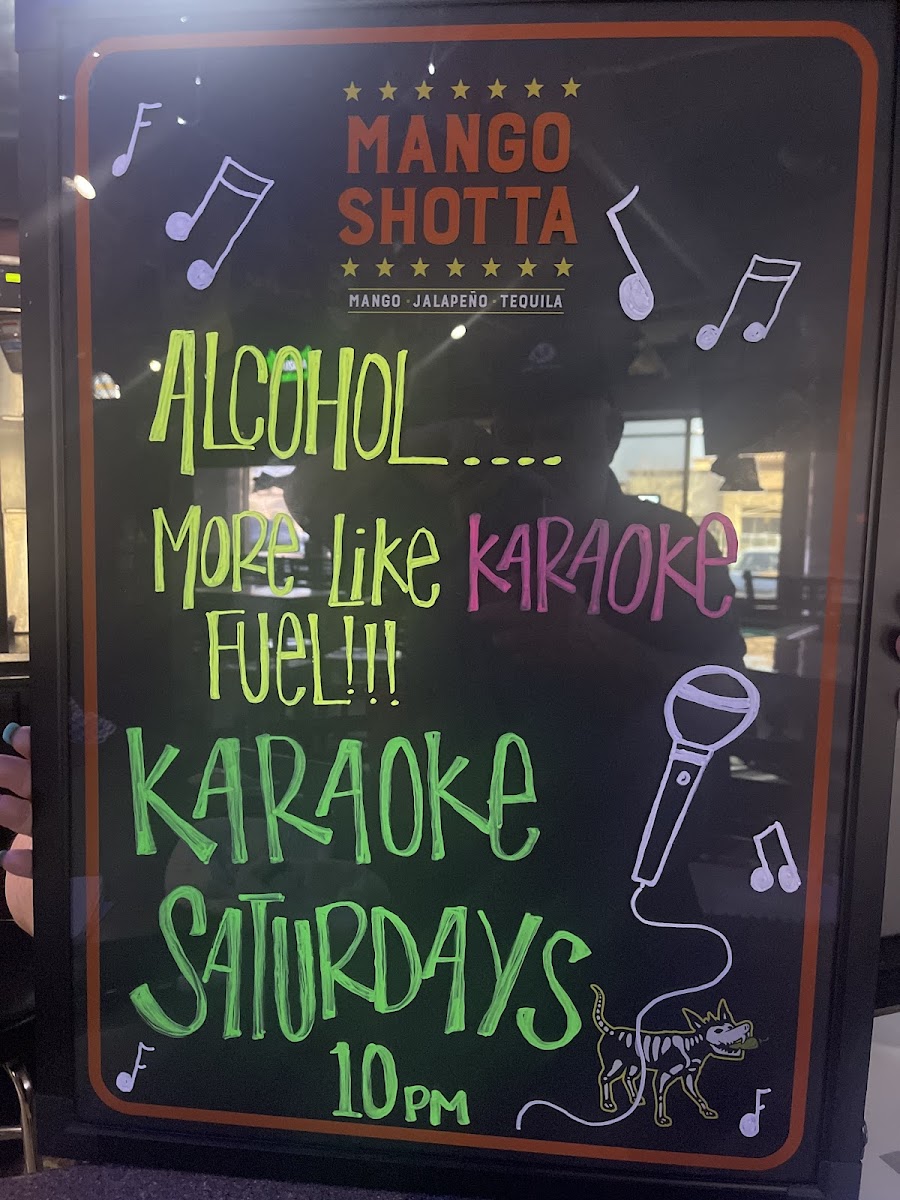 MANGO
SHOTTA
MANGO · JALAPEÑO · TEQUILA
ALCOHOL....
MORE LIKE KARAOKE
FUEL!!!
KARAOKE
SATURDAYS
10PM